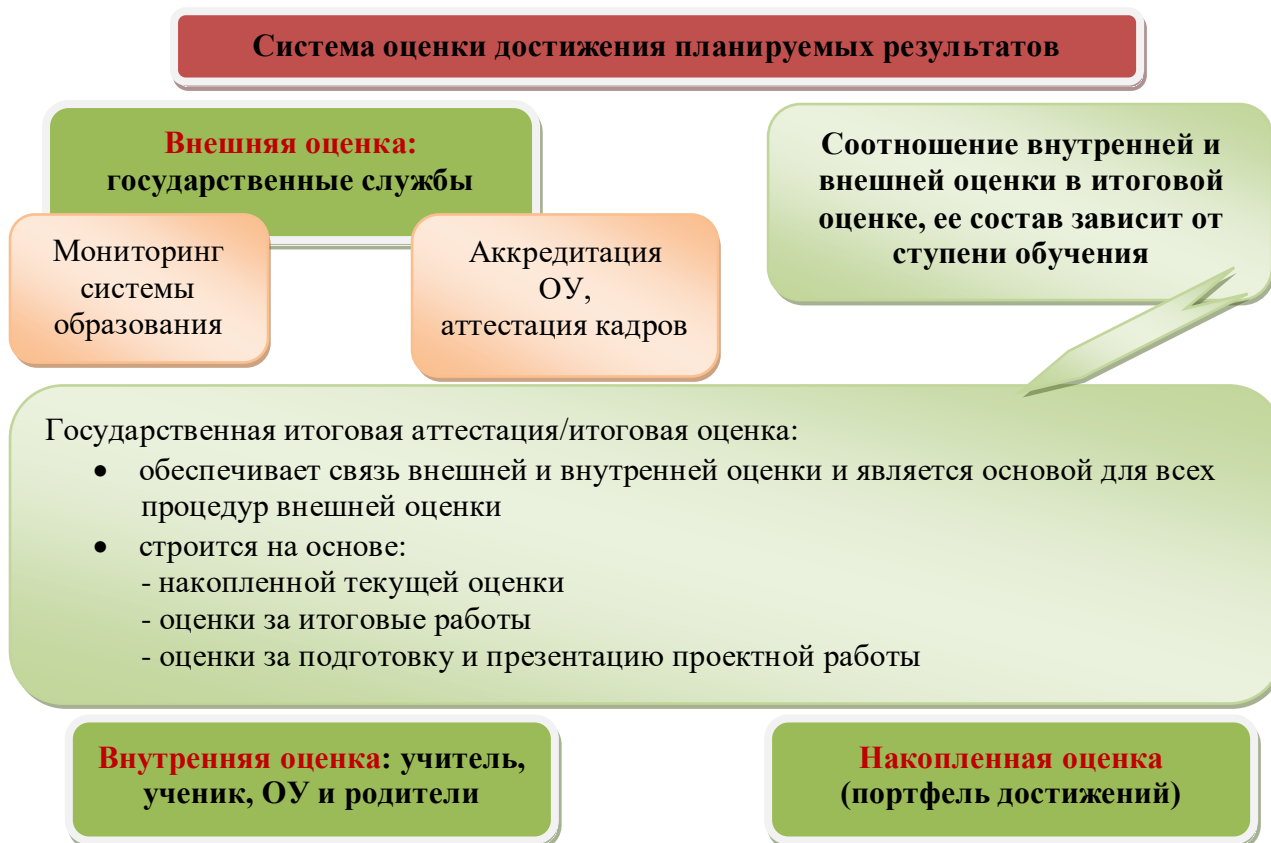 Система оценки достижения планируемых результатов
Внешняя оценка:
государственные службы
Соотношение внутренней и
внешней оценки в итоговой
оценке, ее состав зависит от
ступени обучения
Мониторинг
системы
образования
Аккредитация
ОУ,
аттестация кадров
Государственная итоговая аттестация/итоговая оценка:
• обеспечивает связь внешней и внутренней оценки и является основой для всех
процедур внешней оценки
• строится на основе:
- накопленной текущей оценки
- оценки за итоговые работы
- оценки за подготовку и презентацию проектной работы
Внутренняя оценка: учитель,
ученик, ОУ и родители
Накопленная оценка
(портфель достижений)